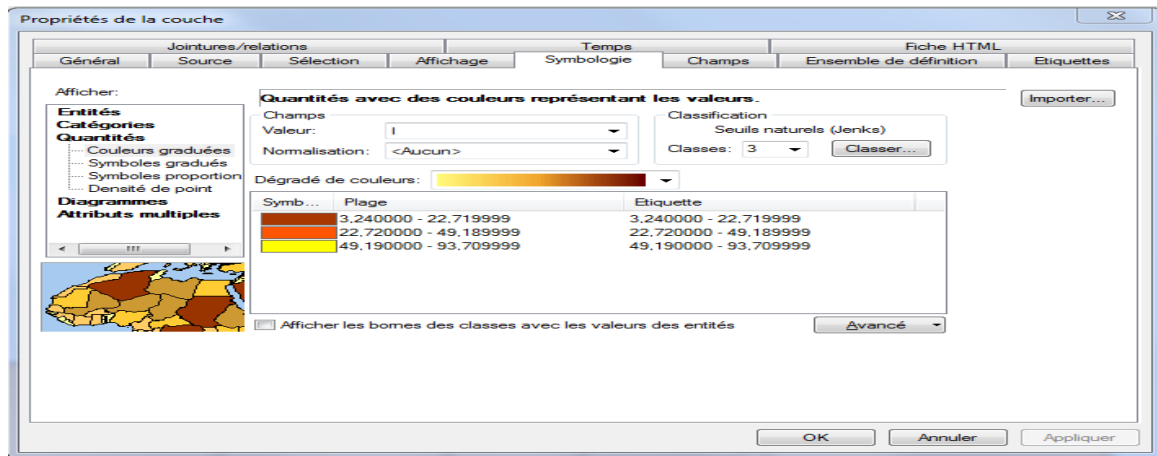 Propriétés de la couche
Jointures/relations Temps Fiche HTML
Général Source Sélection Affichage Symbologie Champs Ensemble de définition Etiquettes
Afficher:
Entités
Catégories
Quantités
Couleurs graduées
Symboles gradués
Symboles proportion
Densité de point
Diagrammes
Attributs multiples
Quantités avec des couleurs représentant les valeurs.
Importer...
Champs
Valeur: I
Normalisation: <Aucun>
Classification
Seuils naturels (Jenks)
Classes: 3 Classer...
Dégradé de couleurs:
Symb... Plage Etiquette
3,240000 - 22,719999 3,240000 - 22,719999
22,720000 - 49,189999 22,720000 - 49,189999
49,190000 - 93,709999 49,190000 - 93,709999
Afficher les bornes des classes avec les valeurs des entités Avancé
OK Annuler Appliquer